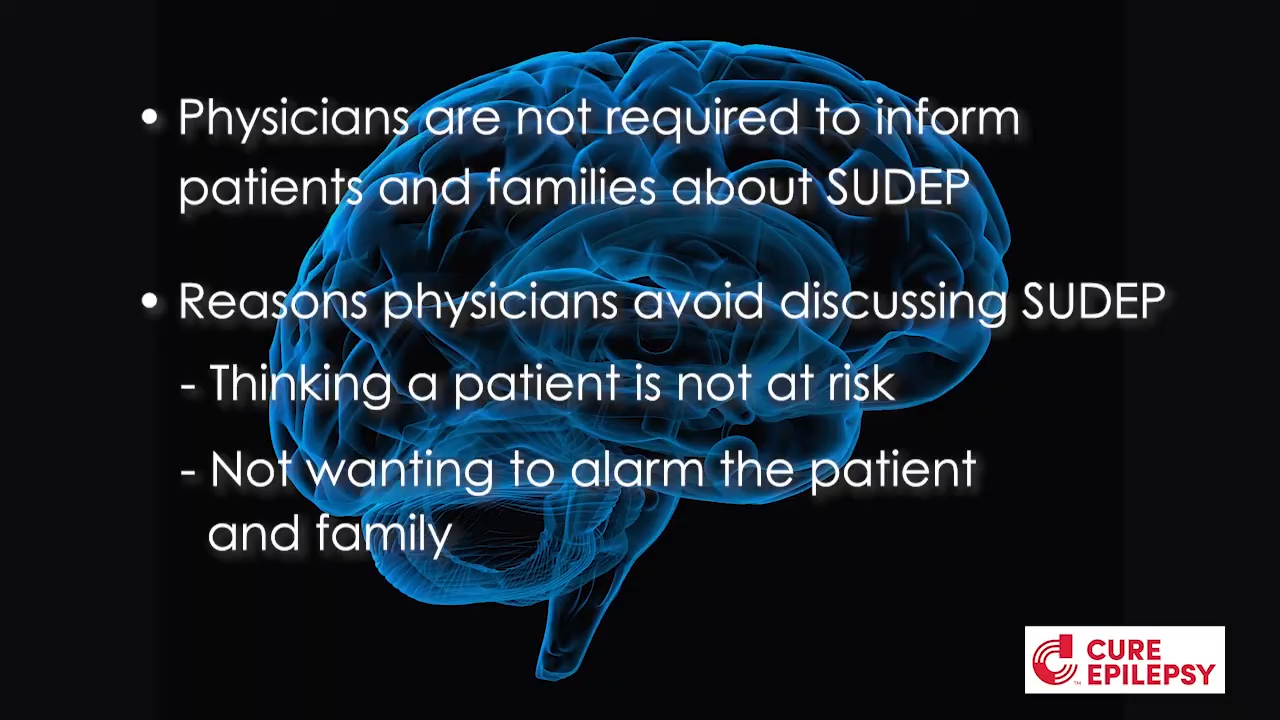 • Physicians are not required to inform
patients and families about SUDEP
• Reasons physicians avoid discussing SUDEP
- Thinking a patient is not at risk
- Not wanting to alarm the patient
and family
CURE
EPILEPSY
TM